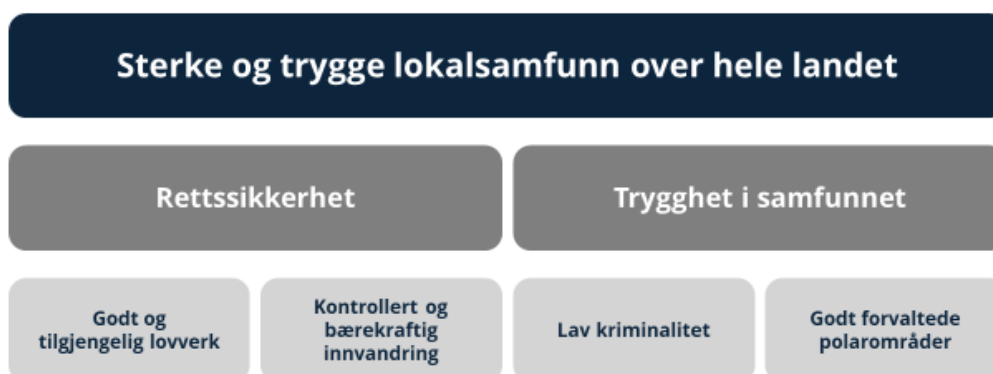 Sterke og trygge lokalsamfunn over hele landet
Rettssikkerhet
Trygghet i samfunnet
Godt og
tilgjengelig lovverk
Kontrollert og
bærekraftig
innvandring
Lav kriminalitet
Godt forvaltede
polarområder